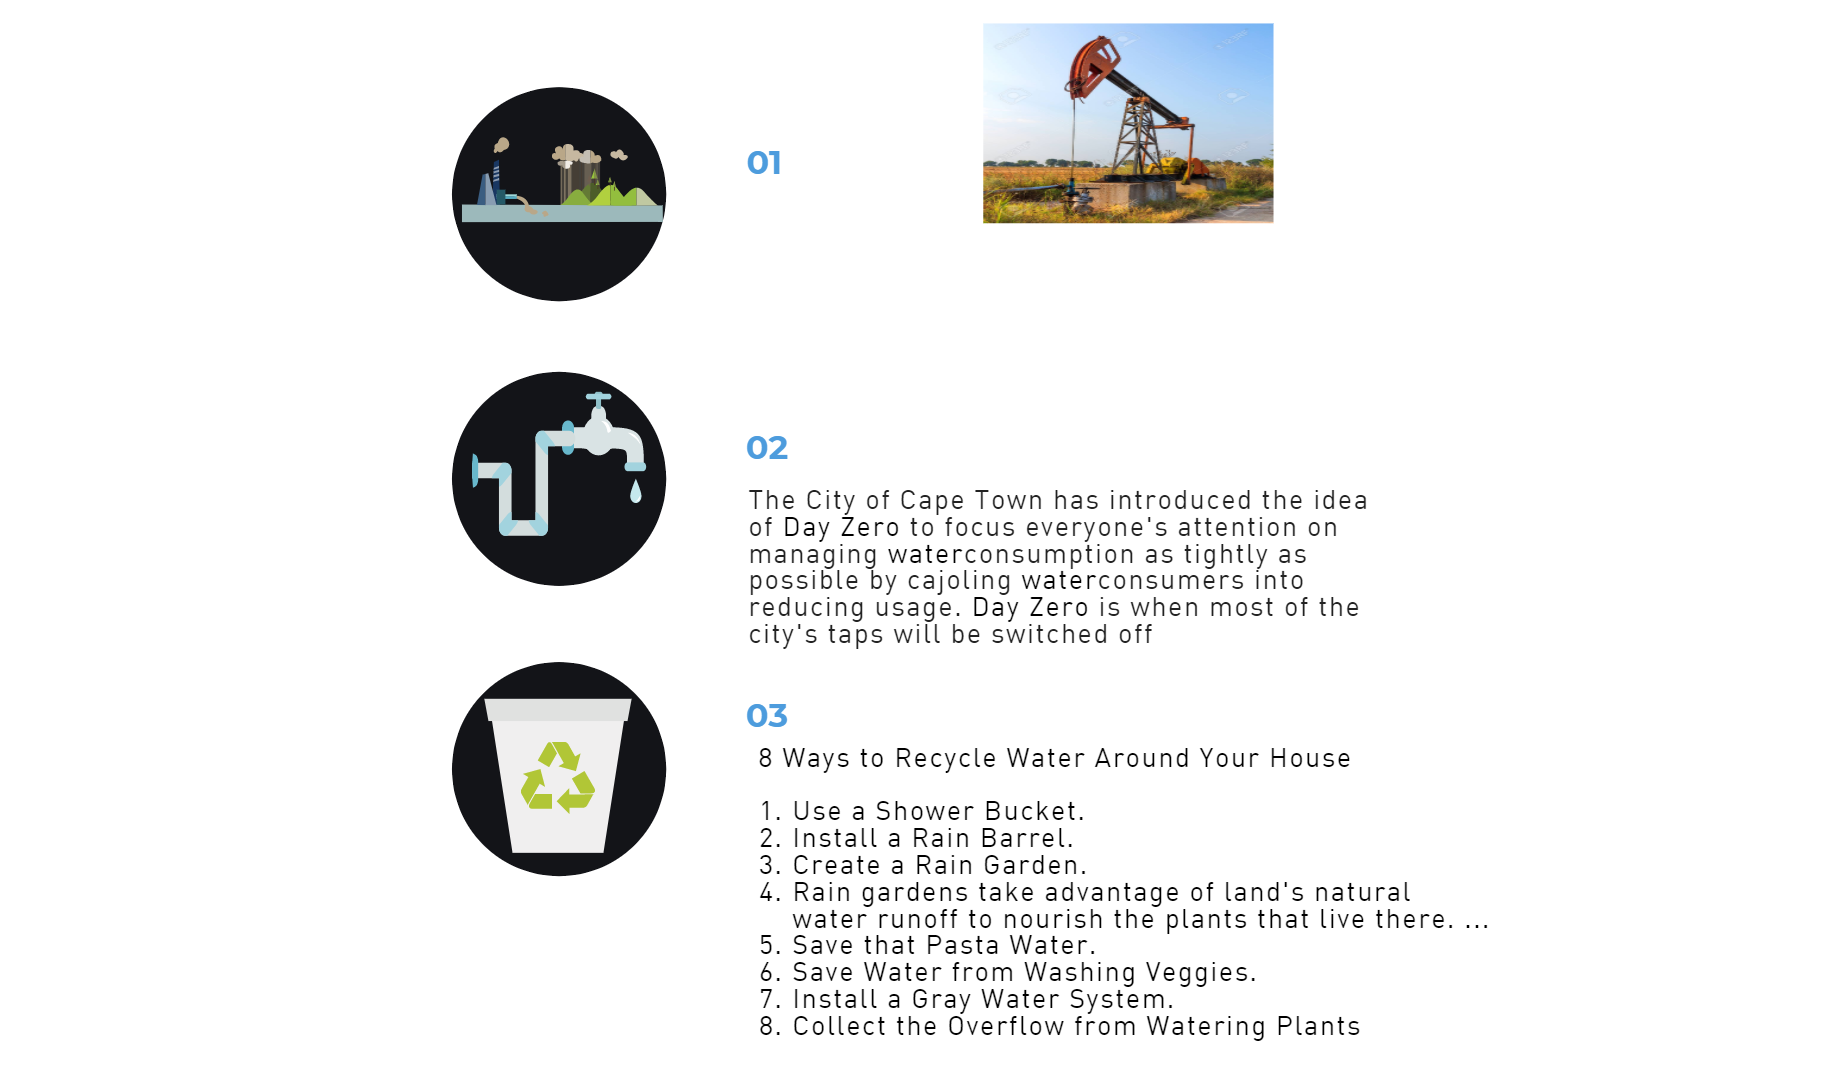 01
02
The City of Cape Town has introduced the idea
of Day Zero to focus everyone's attention on
managing waterconsumption as tightly as
possible by cajoling waterconsumers into
reducing usage. Day Zero is when most of the
city's taps will be switched off
03
8 Ways to Recycle Water Around Your House
1. Use a Shower Bucket.
2. Install a Rain Barrel.
3. Create a Rain Garden.
4. Rain gardens take advantage of land's natural
water runoff to nourish the plants that live there. ...
5. Save that Pasta Water.
6. Save Water from Washing Veggies.
7. Install a Gray Water System.
8. Collect the Overflow from Watering Plants